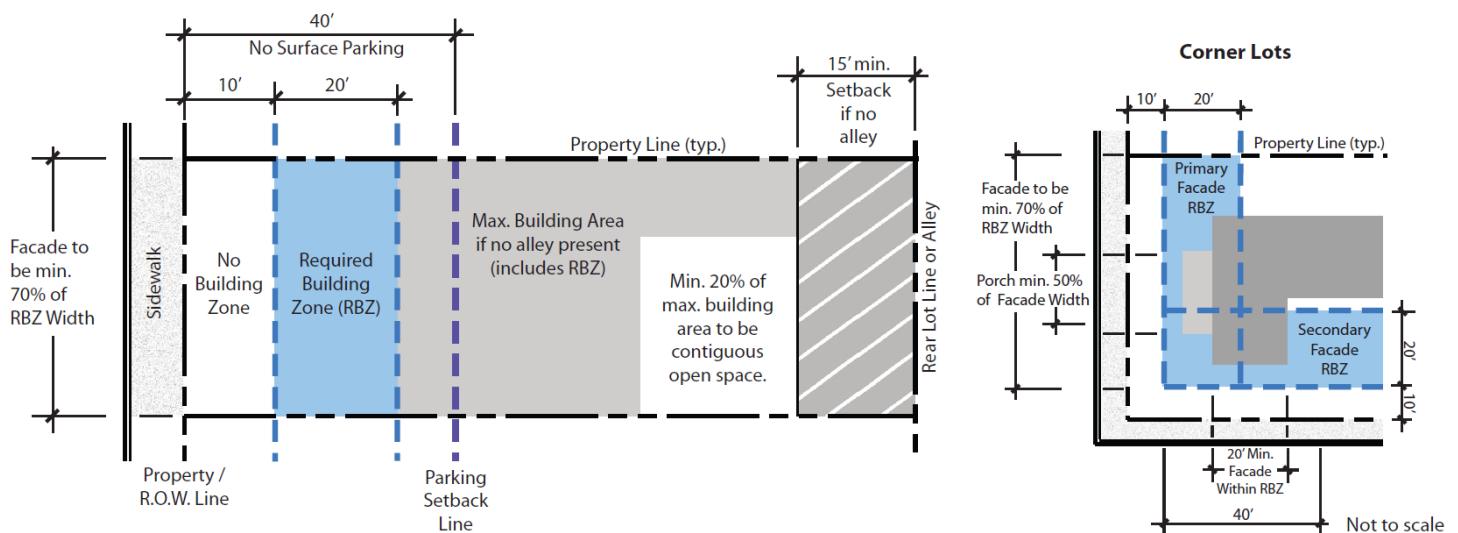 40’
No Surface Parking
10’
20’
15’ min.
Setback
if no
alley
Property Line (typ.)
Facade to
be min.
70% of
RBZ Width
Sidewalk
No
Building
Zone
Required
Building
Zone (RBZ)
Max. Building Area
if no alley present
(includes RBZ)
Min. 20% of
max. building
area to be
contiguous
open space.
Rear Lot Line or Alley
Property /
R.O.W. Line
Parking
Setback
Line
Corner Lots
10’
20’
Property Line (typ.)
Primary
Facade
RBZ
Facade to be
min. 70% of
RBZ Width
Porch min. 50%
of Facade Width
Secondary
Facade
RBZ
20’
10’
20’ Min.
Facade
Within RBZ
40’
Not to scale